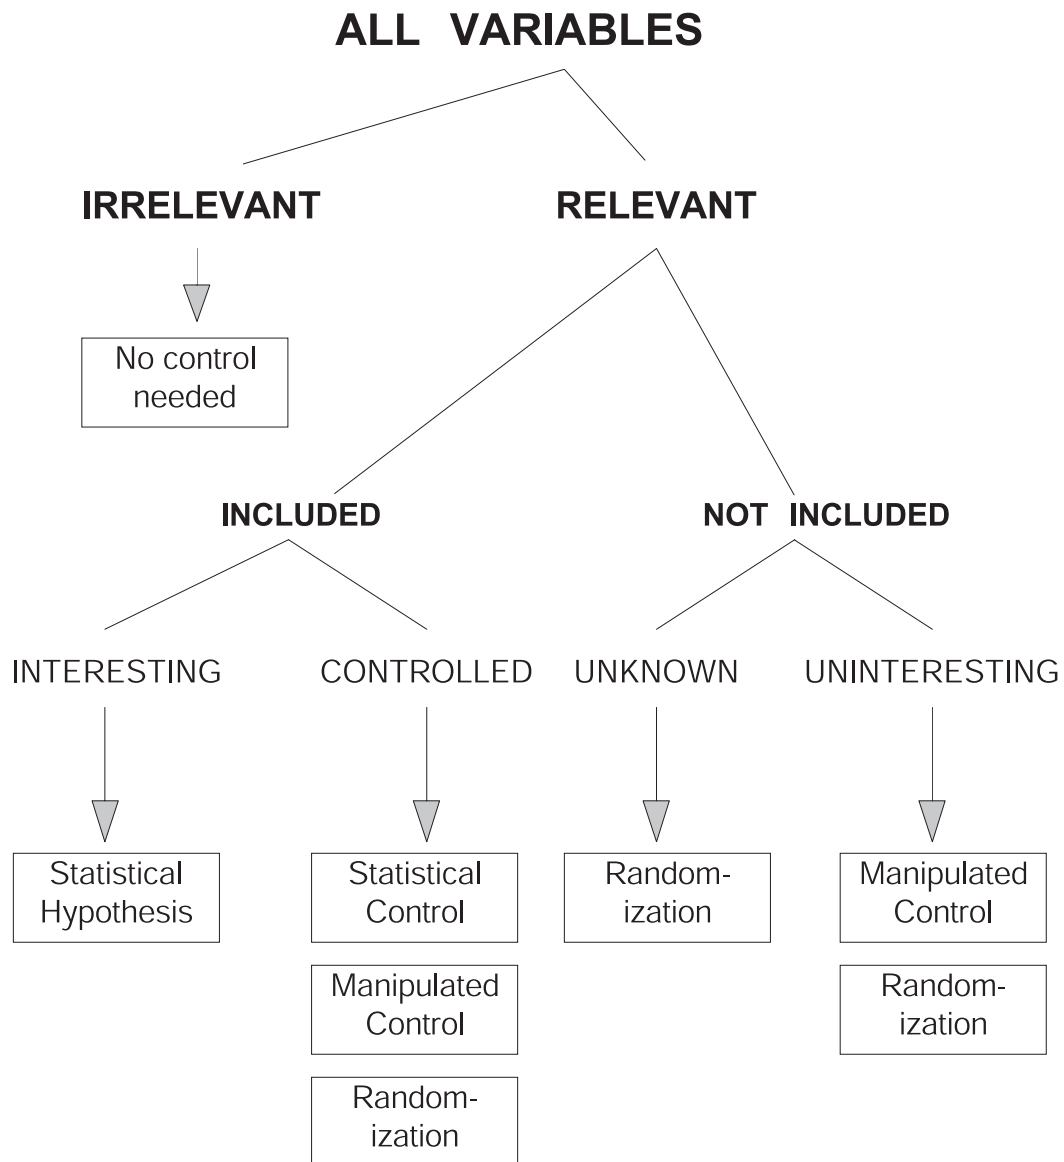 ALL VARIABLES
IRRELEVANT
RELEVANT
No control
needed
INCLUDED
NOT INCLUDED
INTERESTING
CONTROLLED
UNKNOWN
UNINTERESTING
Statistical
Hypothesis
Statistical
Control
Manipulated
Control
Random-
ization
Random-
ization
Manipulated
Control
Random-
ization